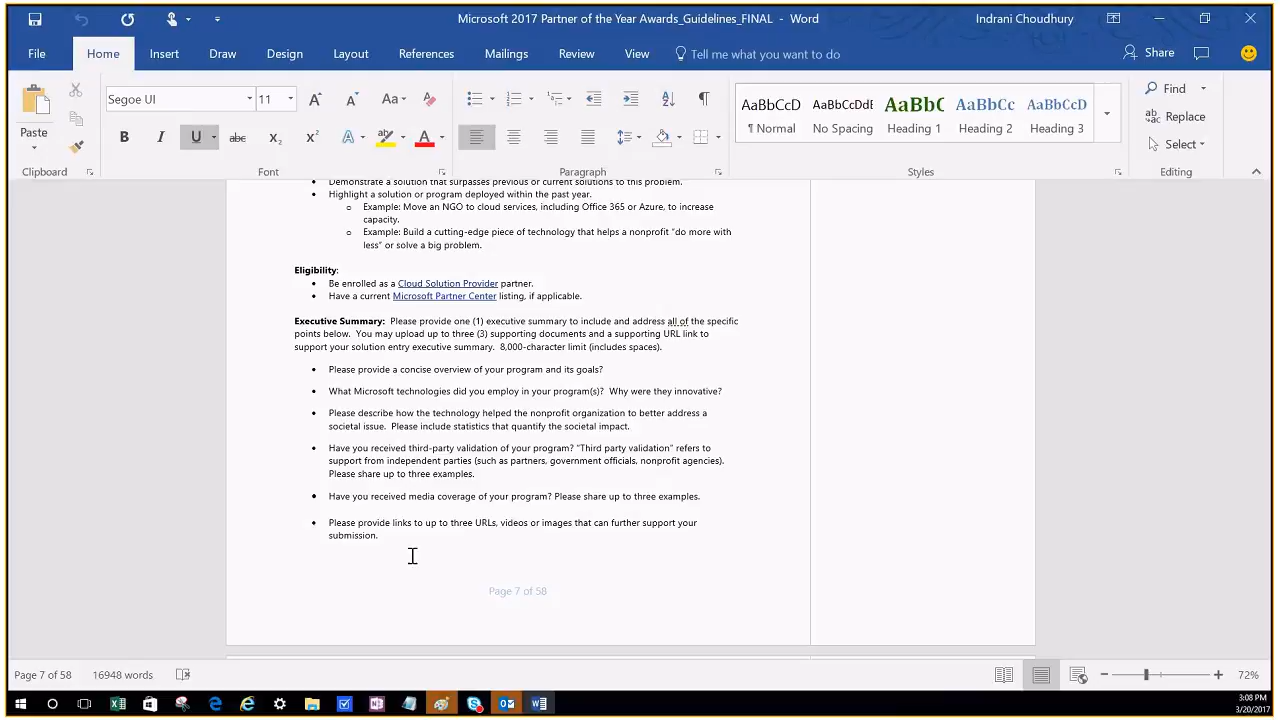 Microsoft 2017 Partner of the Year Awards_Guidelines_FINAL - Word
Indrani Choudhury
File Home Insert Draw Design Layout References Mailings Review View Tell me what you want to do Share
Segoe UI 11 Aa
Paste
B I U abc X₂ X² A A
AaBbCcD AaBbCcDdE AaBbC AaBbCc AaBbCcD
¶ Normal No Spacing Heading 1 Heading 2 Heading 3
Find
Replace
Select
Clipboard Font Paragraph Styles Editing
• Demonstrate a solution that surpasses previous or current solutions to this problem.
• Highlight a solution or program deployed within the past year.
o Example: Move an NGO to cloud services, including Office 365 or Azure, to increase
capacity.
o Example: Build a cutting-edge piece of technology that helps a nonprofit “do more with
less” or solve a big problem.
Eligibility:
• Be enrolled as a Cloud Solution Provider partner.
• Have a current Microsoft Partner Center listing, if applicable.
Executive Summary: Please provide one (1) executive summary to include and address all of the specific
points below. You may upload up to three (3) supporting documents and a supporting URL link to
support your solution entry executive summary. 8,000-character limit (includes spaces).
• Please provide a concise overview of your program and its goals?
• What Microsoft technologies did you employ in your program(s)? Why were they innovative?
• Please describe how the technology helped the nonprofit organization to better address a
societal issue. Please include statistics that quantify the societal impact.
• Have you received third-party validation of your program? “Third party validation” refers to
support from independent parties (such as partners, government officials, nonprofit agencies).
Please share up to three examples.
• Have you received media coverage of your program? Please share up to three examples.
• Please provide links to up to three URLs, videos or images that can further support your
submission.
Page 7 of 58
Page 7 of 58 16948 words 72%
3:08 PM
3/20/2017